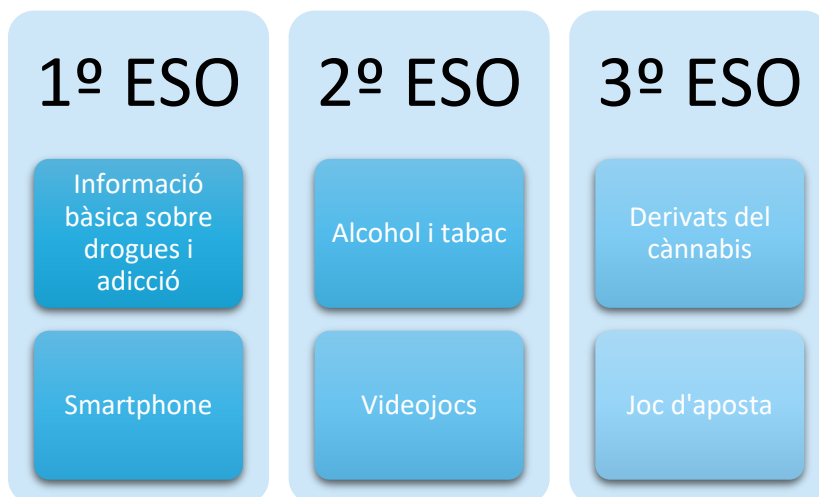 1º ESO
Informació
bàsica sobre
drogues i
adicció
Smartphone
2º ESO
Alcohol i tabac
Videojocs
3º ESO
Derivats del
cànnabis
Joc d'aposta